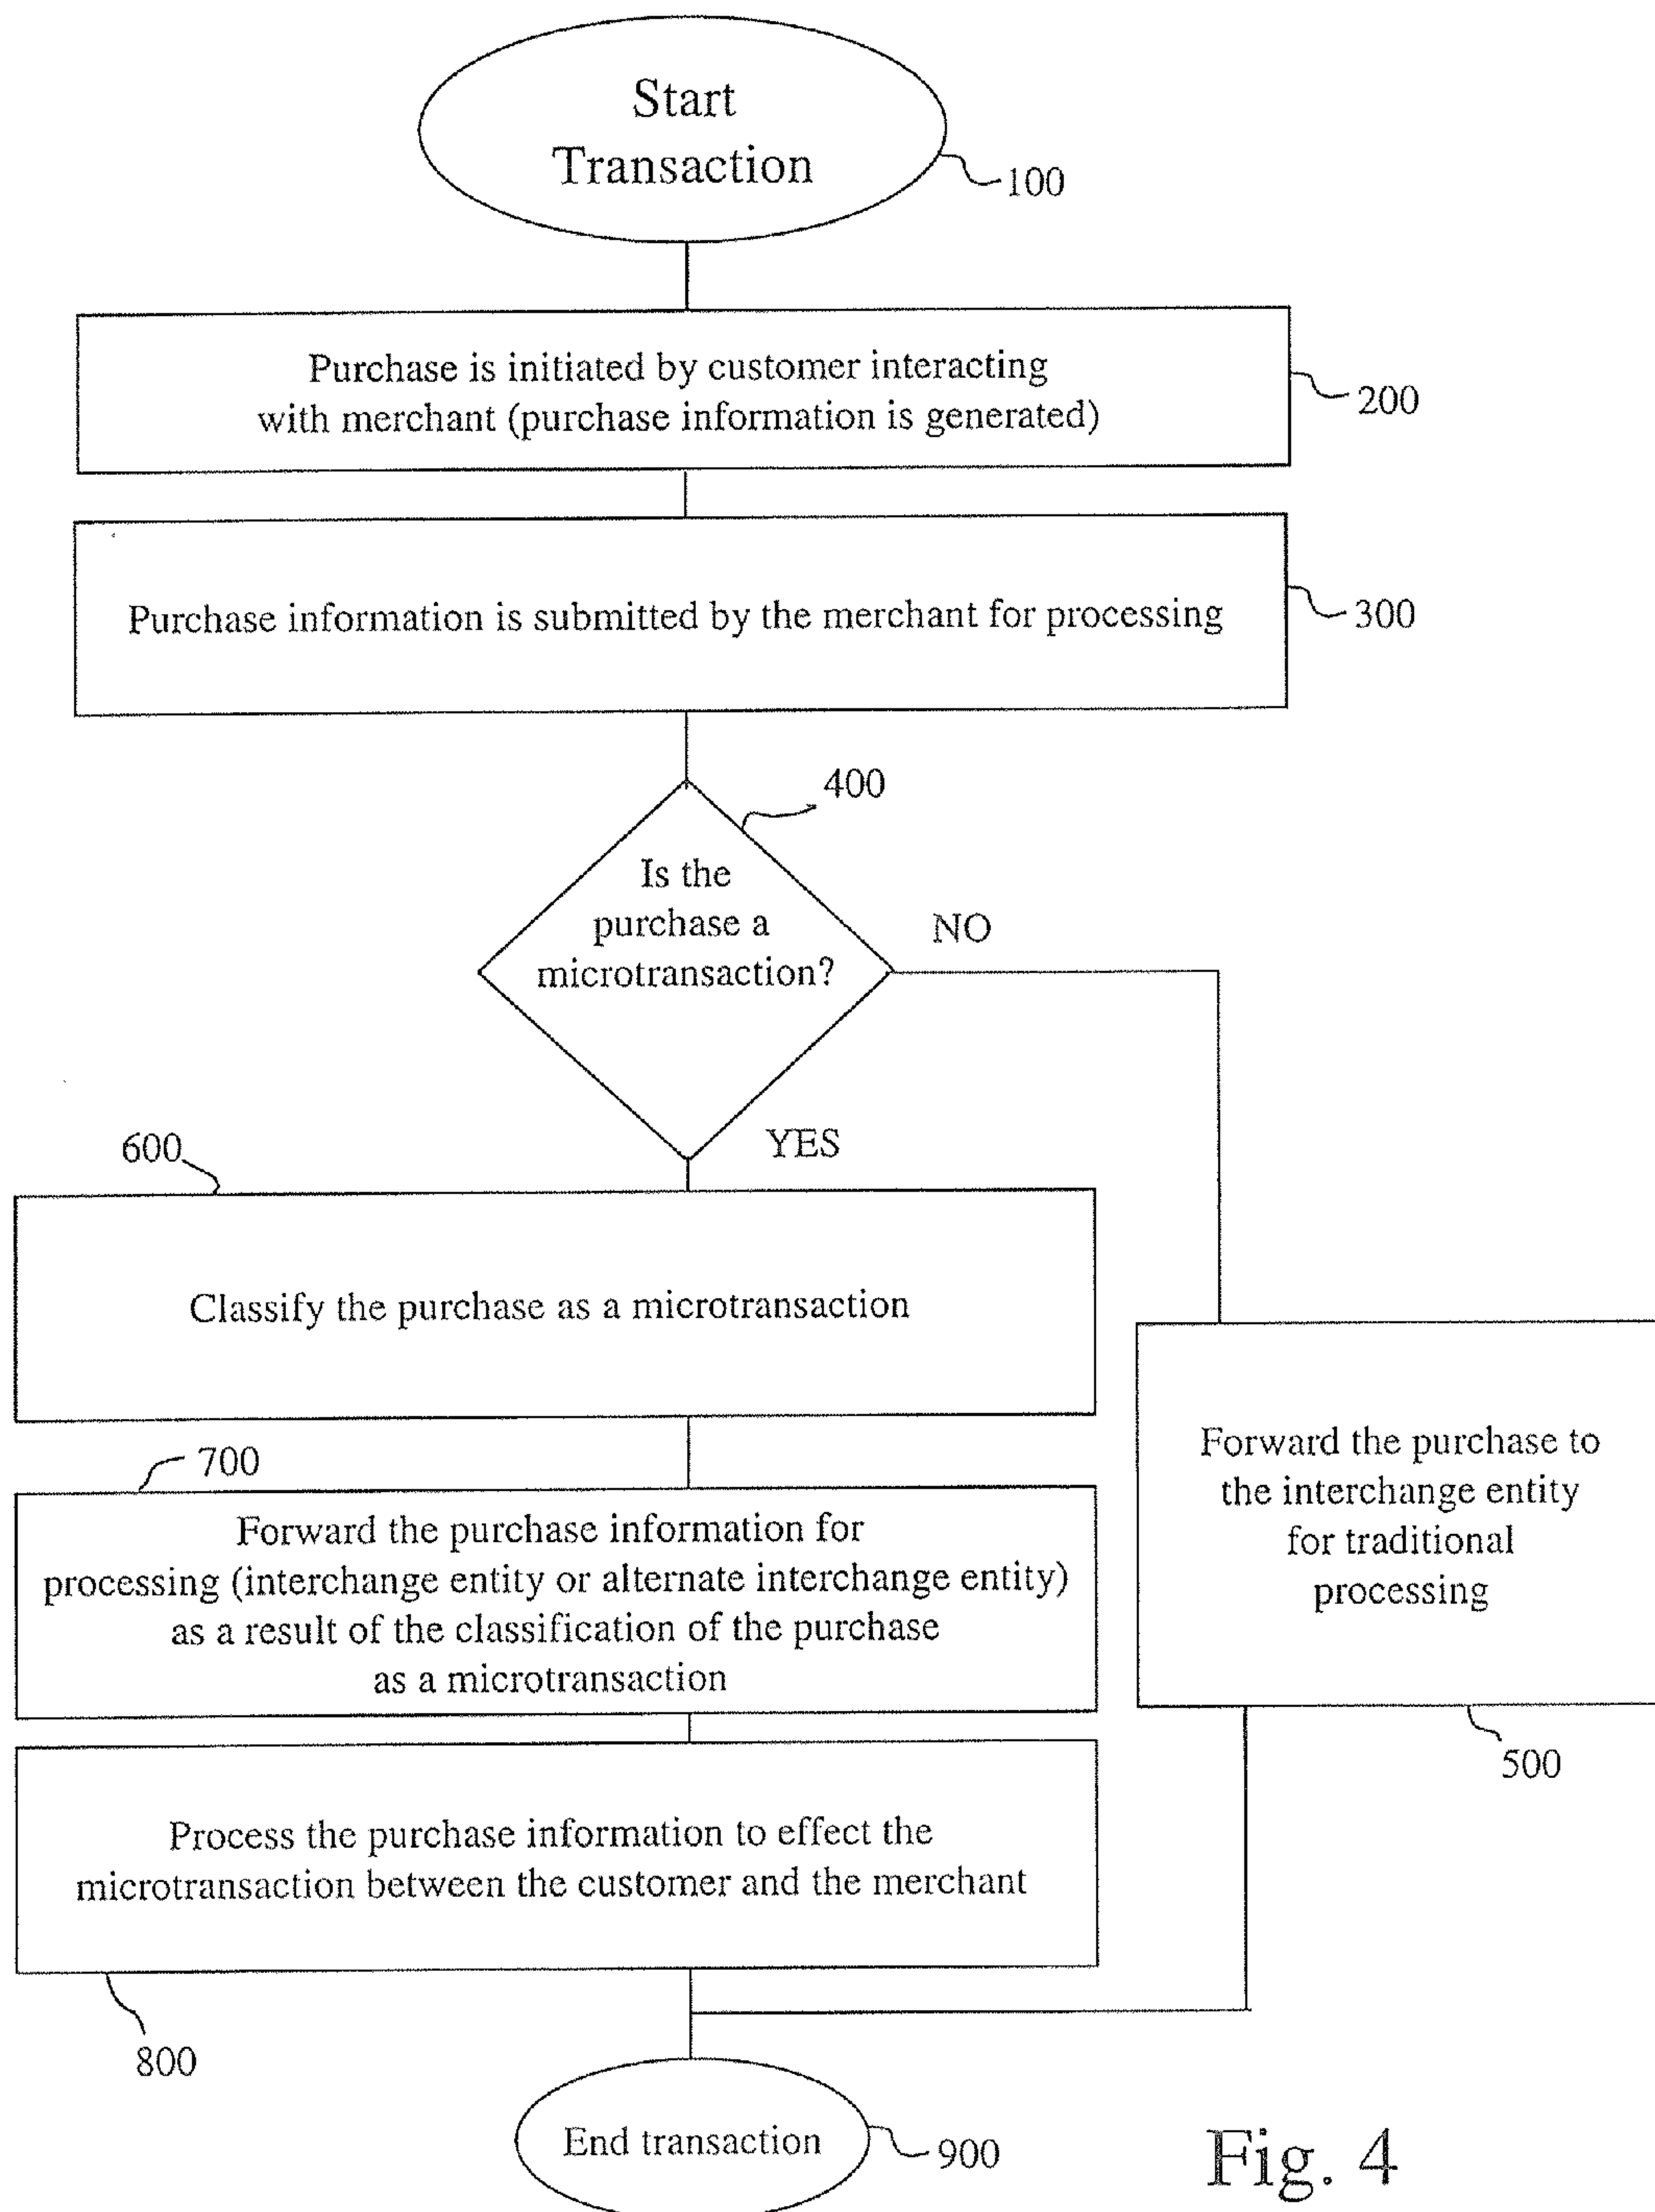 Start
Transaction
100
Purchase is initiated by customer interacting
with merchant (purchase information is generated)
200
Purchase information is submitted by the merchant for processing
300
400
Is the
purchase a
microtransaction?
NO
YES
600
Classify the purchase as a microtransaction
700
Forward the purchase information for
processing (interchange entity or alternate interchange entity)
as a result of the classification of the purchase
as a microtransaction
Forward the purchase to
the interchange entity
for traditional
processing
500
Process the purchase information to effect the
microtransaction between the customer and the merchant
800
End transaction
900
Fig. 4